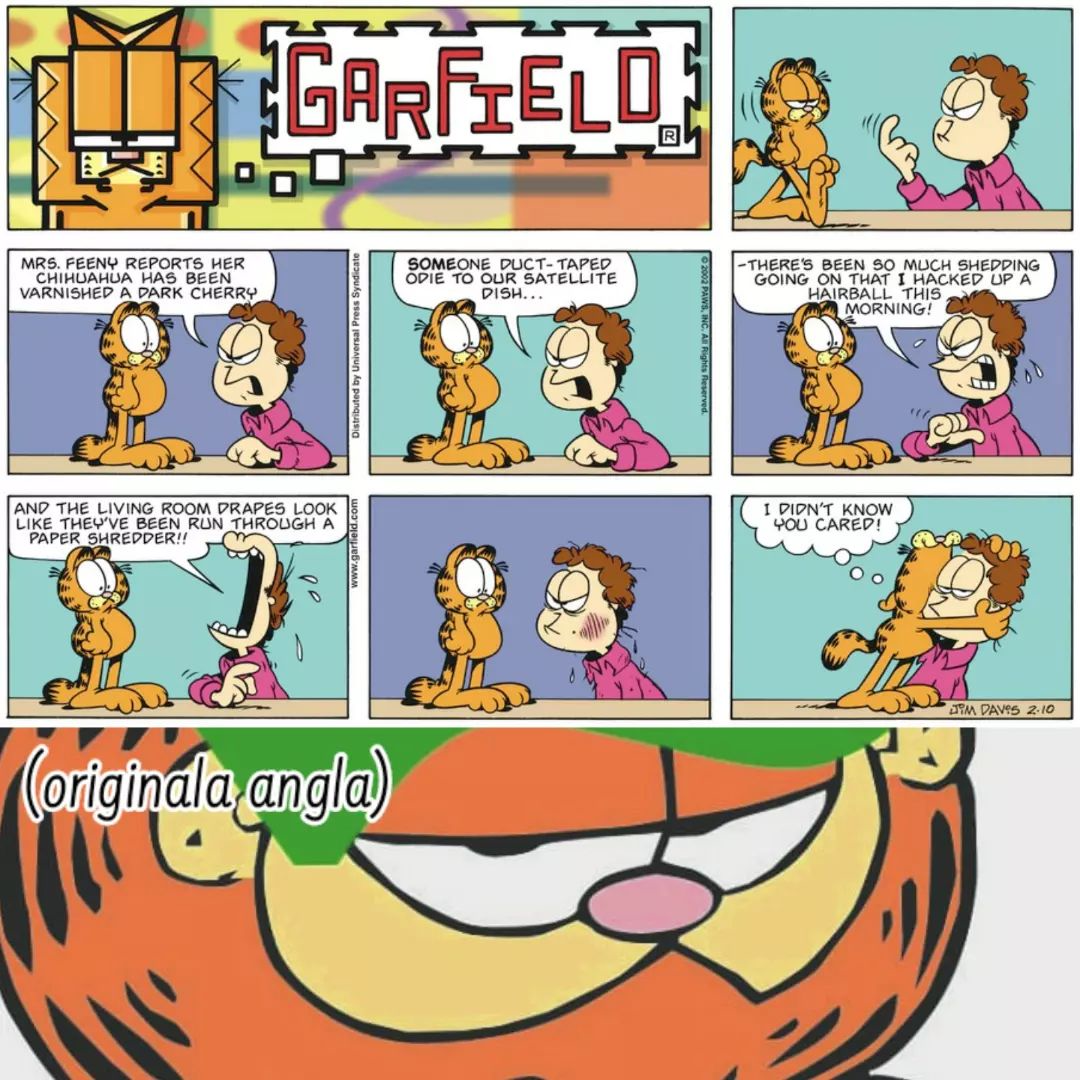 GARFIELD
R
MRS. FEENY REPORTS HER
CHIHUAHUA HAS BEEN
VARNISHED A DARK CHERRY
Distributed by Universal Press Syndicate
SOMEONE DUCT-TAPED
ODIE TO OUR SATELLITE
DISH...
© 2002 PAWS, INC. All Rights Reserved.
-THERE'S BEEN SO MUCH SHEDDING
GOING ON THAT I HACKED UP A
HAIRBALL THIS
MORNING!
AND THE LIVING ROOM DRAPES LOOK
LIKE THEY'VE BEEN RUN THROUGH A
PAPER SHREDDER!!
www.garfield.com
I DIDN'T KNOW
YOU CARED!
JIM DAVIS 2-10
(originala angla)